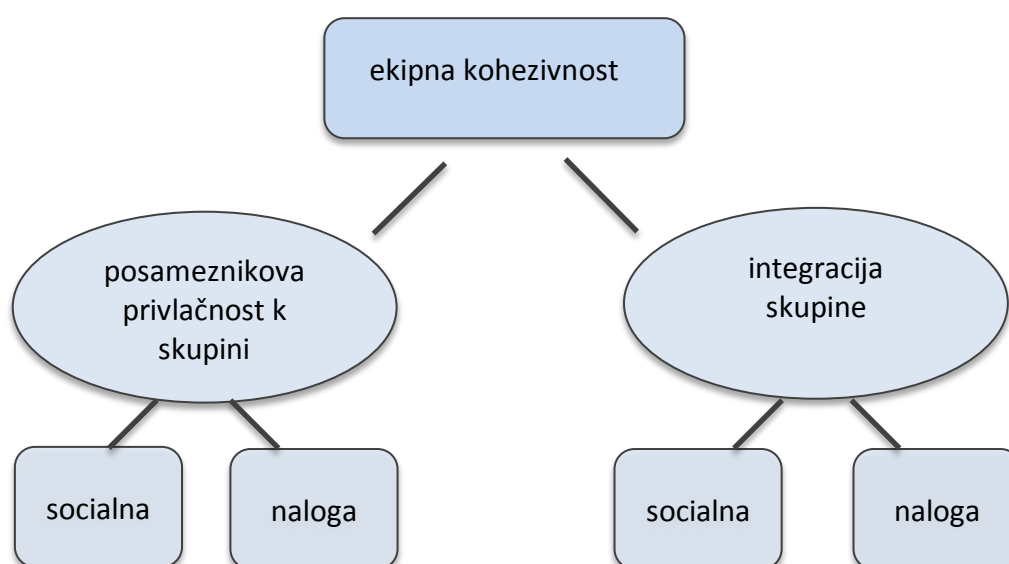 ekipna kohezivnost
posameznikova
privlačnost k
skupini
integracija
skupine
socialna
naloga
socialna
naloga